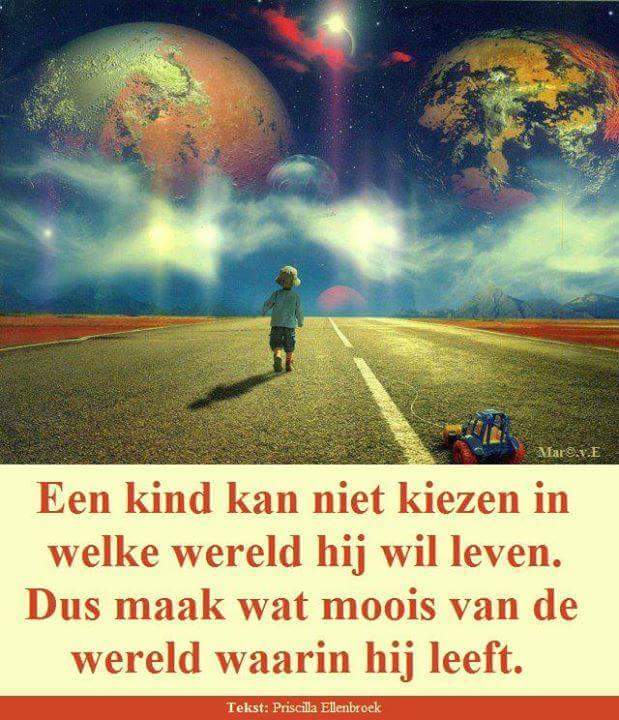 Mar©.v.E
Een kind kan niet kiezen in
welke wereld hij wil leven.
Dus maak wat moois van de
wereld waarin hij leeft.
Tekst: Priscilla Ellenbroek